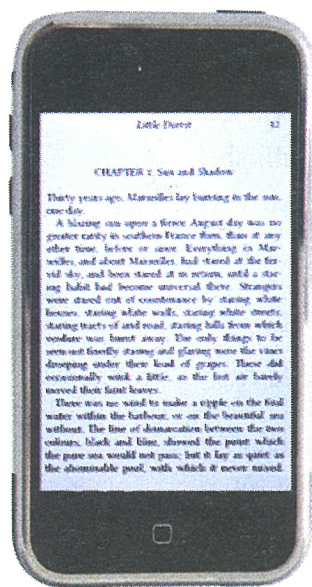 Little Dorrit 82
CHAPTER 1. Sun and Shadow
Thirty years ago, Marseilles lay burning in the sun,
one day.
A blazing sun upon a fierce August day was no
greater rarity in southern France then, than at any
other time, before or since. Everything in Mar-
seilles, and about Marseilles, had stared at the fer-
vid sky, and been stared at in return, until a star-
ing habit had become universal there. Strangers
were stared out of countenance by staring white
houses, staring white walls, staring white streets,
staring tracts of arid road, staring hills from which
verdure was burnt away. The only things to be
seen not fixedly staring and glaring were the vines
drooping under their load of grapes. These did
occasionally wink a little, as the hot air barely
moved their faint leaves.
There was no wind to make a ripple on the foul
water within the harbour, or on the beautiful sea
without. The line of demarcation between the two
colours, black and blue, showed the point which
the pure sea would not pass; but it lay as quiet as
the abominable pool, with which it never mixed.